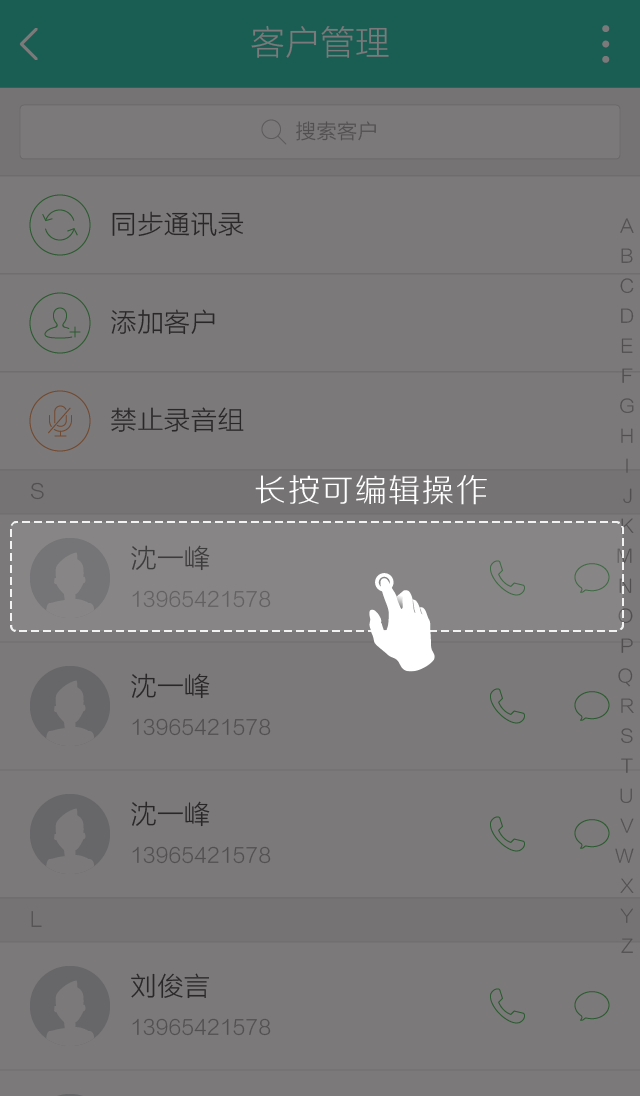 客户管理
搜索客户
同步通讯录
添加客户
禁止录音组
S
长按可编辑操作
沈一峰
13965421578
沈一峰
13965421578
沈一峰
13965421578
L
刘俊言
13965421578
A
B
C
D
E
F
G
H
I
J
K
M
N
O
P
Q
R
S
T
U
V
W
X
Y
Z